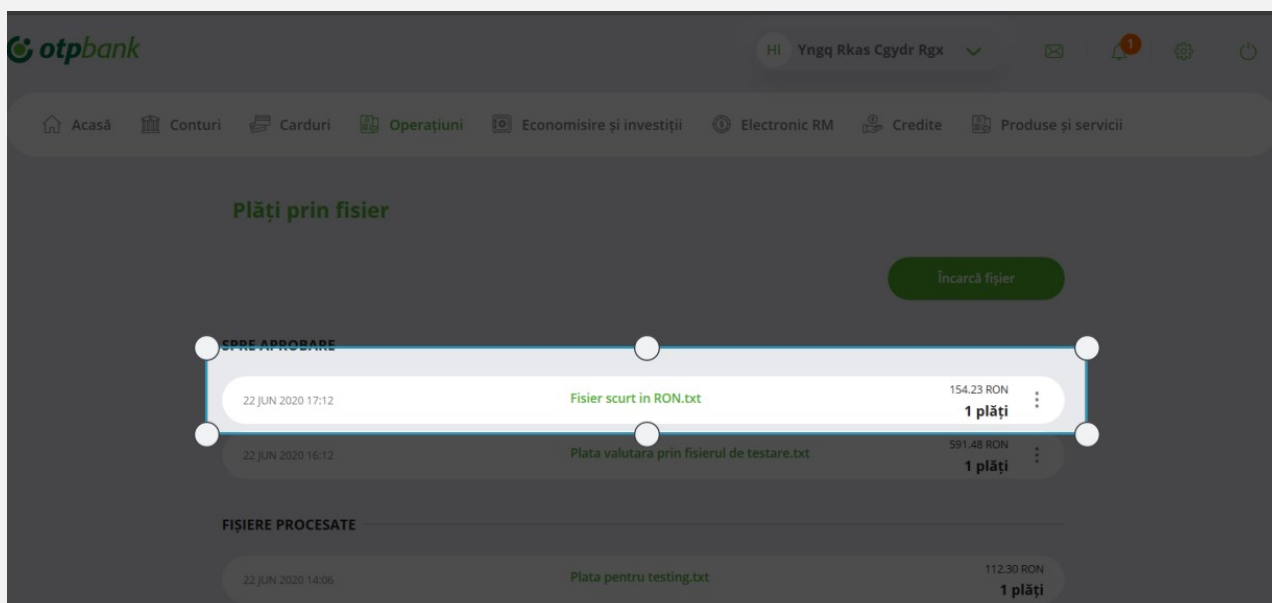 otpbank
HI Yngq Rkas Cgydr Rgx
1
Acasă Conturi Carduri Operațiuni Economisire și investiții Electronic RM Credite Produse și servicii
Plăți prin fisier
Încarcă fișier
SPRE APROBARE
22 JUN 2020 17:12 Fisier scurt in RON.txt 154.23 RON
1 plăți
22 JUN 2020 16:12 Plata valutara prin fisierul de testare.txt 591.48 RON
1 plăți
FIȘIERE PROCESATE
22 JUN 2020 14:06 Plata pentru testing.txt 112.30 RON
1 plăți